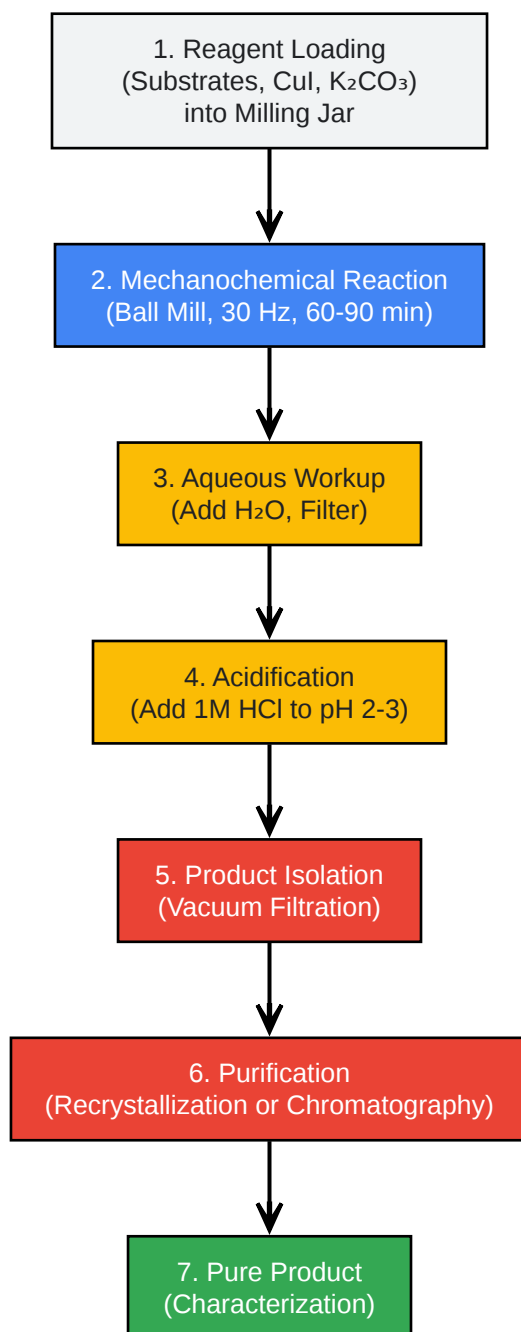 1. Reagent Loading
(Substrates, CuI, K₂CO₃)
into Milling Jar
2. Mechanochemical Reaction
(Ball Mill, 30 Hz, 60-90 min)
3. Aqueous Workup
(Add H₂O, Filter)
4. Acidification
(Add 1M HCl to pH 2-3)
5. Product Isolation
(Vacuum Filtration)
6. Purification
(Recrystallization or Chromatography)
7. Pure Product
(Characterization)